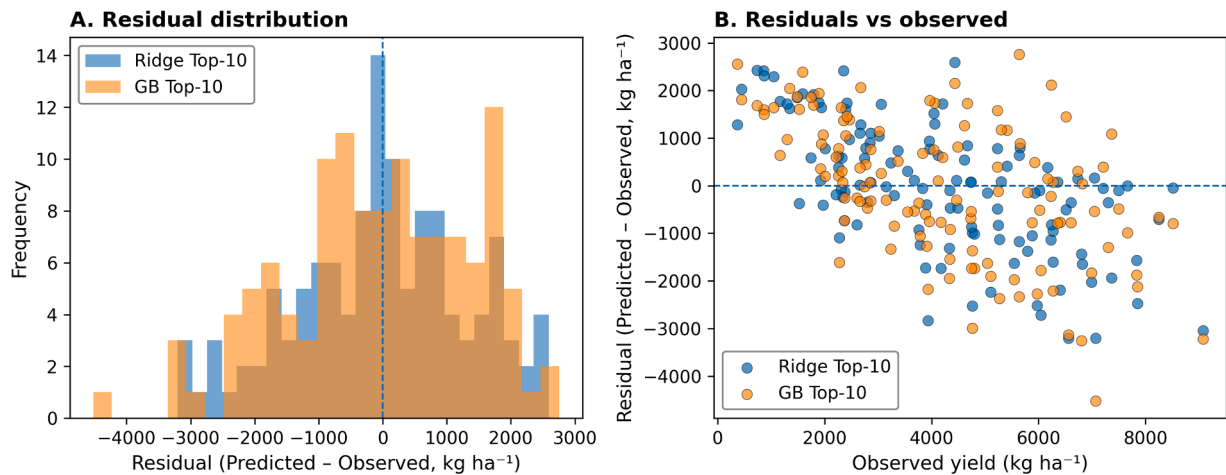 A. Residual distribution
Ridge Top-10
GB Top-10
Frequency
14
12
10
8
6
4
2
0
−4000 −3000 −2000 −1000 0 1000 2000 3000
Residual (Predicted – Observed, kg ha⁻¹)
B. Residuals vs observed
Residual (Predicted – Observed, kg ha⁻¹)
3000
2000
1000
0
−1000
−2000
−3000
−4000
Ridge Top-10
GB Top-10
0 2000 4000 6000 8000
Observed yield (kg ha⁻¹)